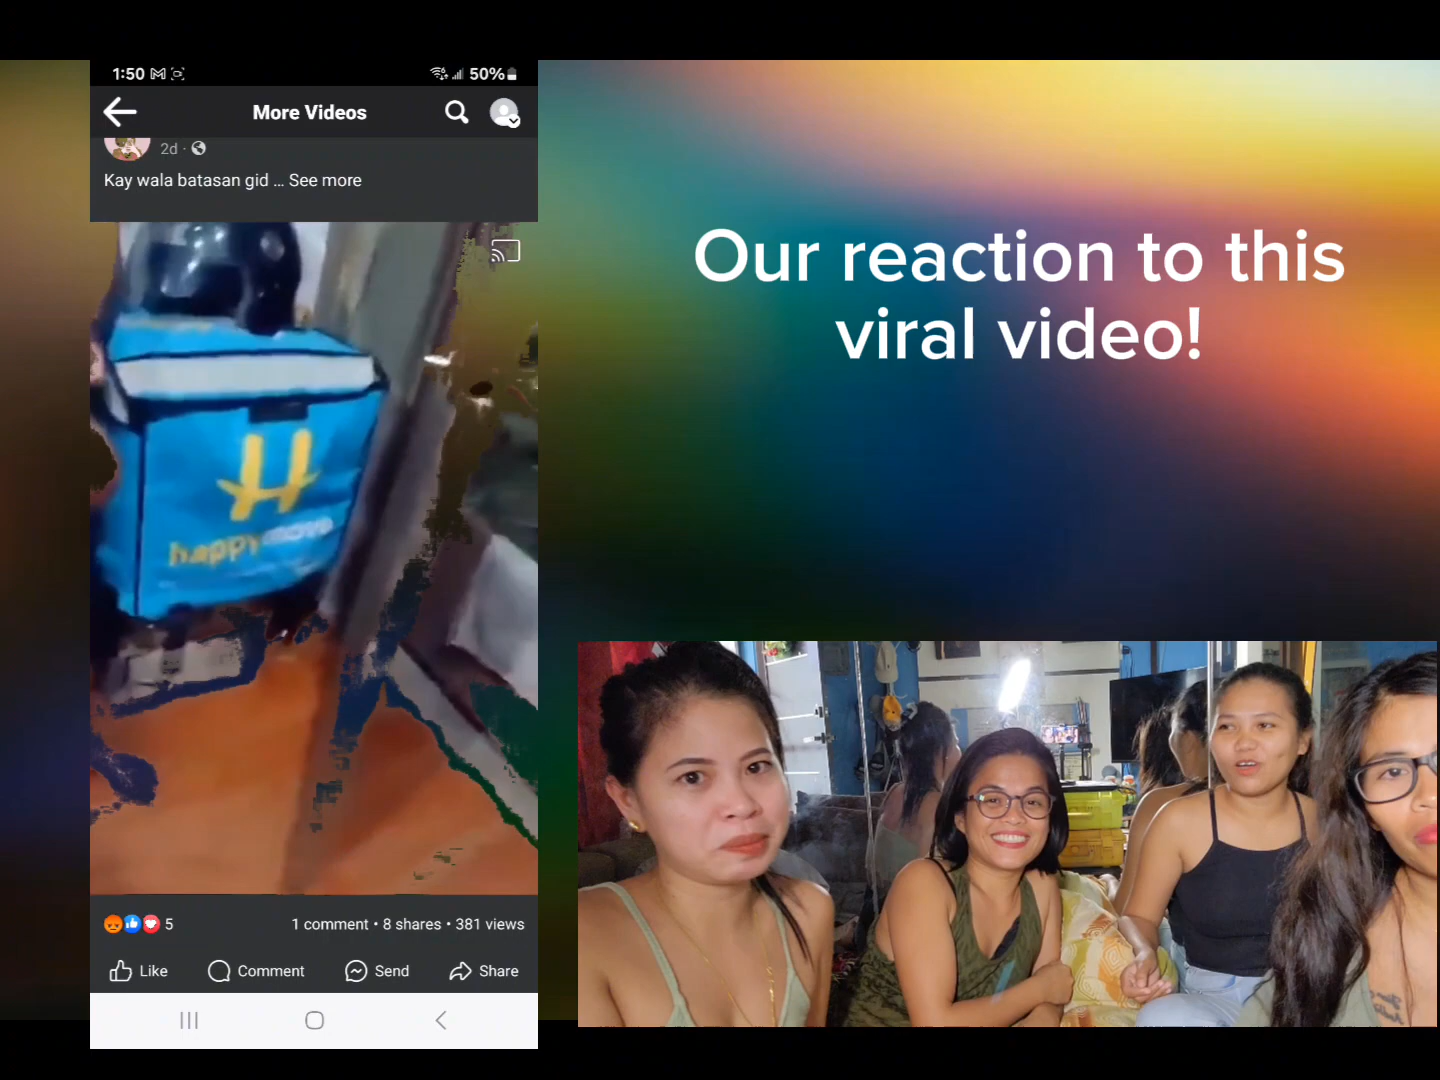 1:50
50%
More Videos
2d
Kay wala batasan gid ... See more
Our reaction to this
viral video!
H
happymove
5
1 comment • 8 shares • 381 views
Like
Comment
Send
Share